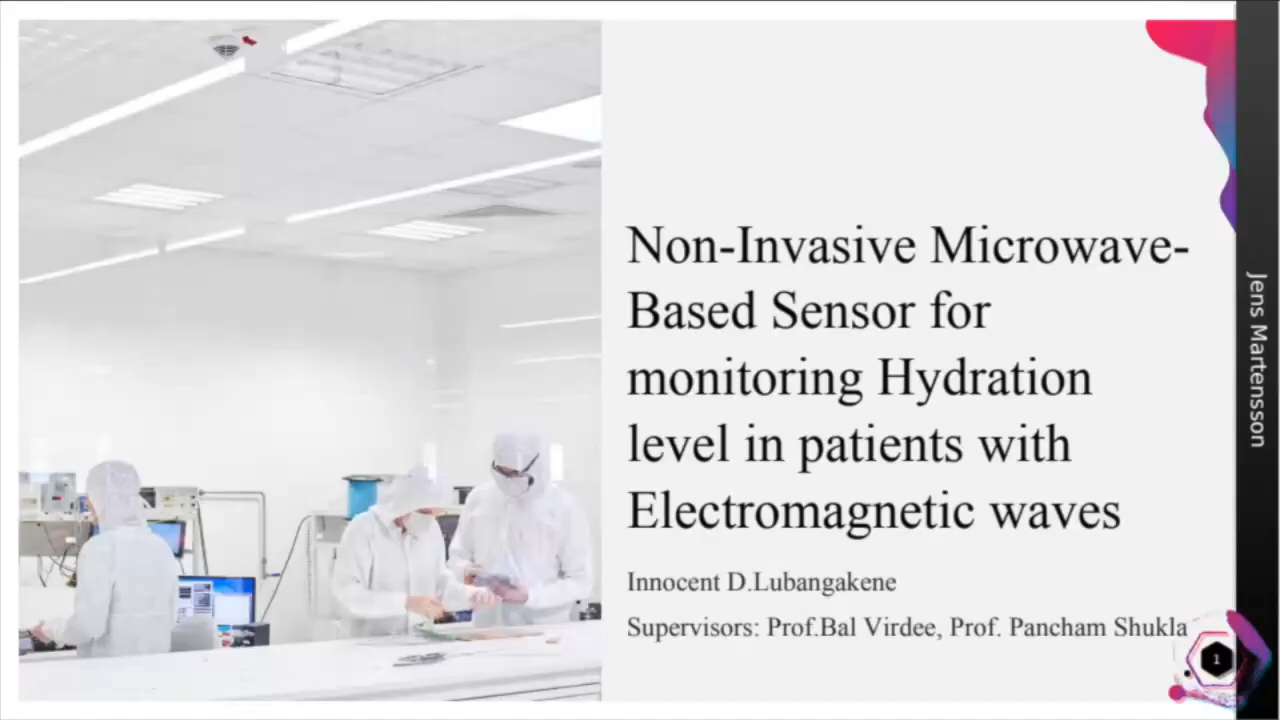 Non-Invasive Microwave-
Based Sensor for
monitoring Hydration
level in patients with
Electromagnetic waves
Innocent D.Lubangakene
Supervisors: Prof.Bal Virdee, Prof. Pancham Shukla
Jens Martensson
1